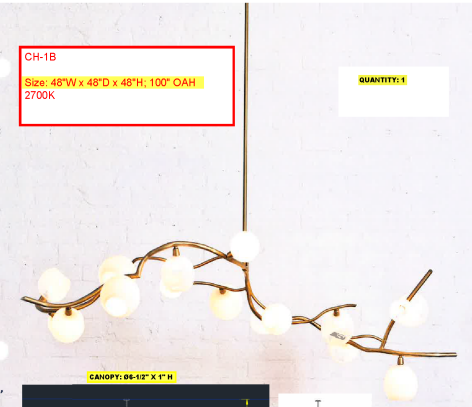 CH-1B
Size: 48"W x 48"D x 48"H; 100" OAH
2700K
QUANTITY: 1
CANOPY: Ø6-1/2" X 1" H